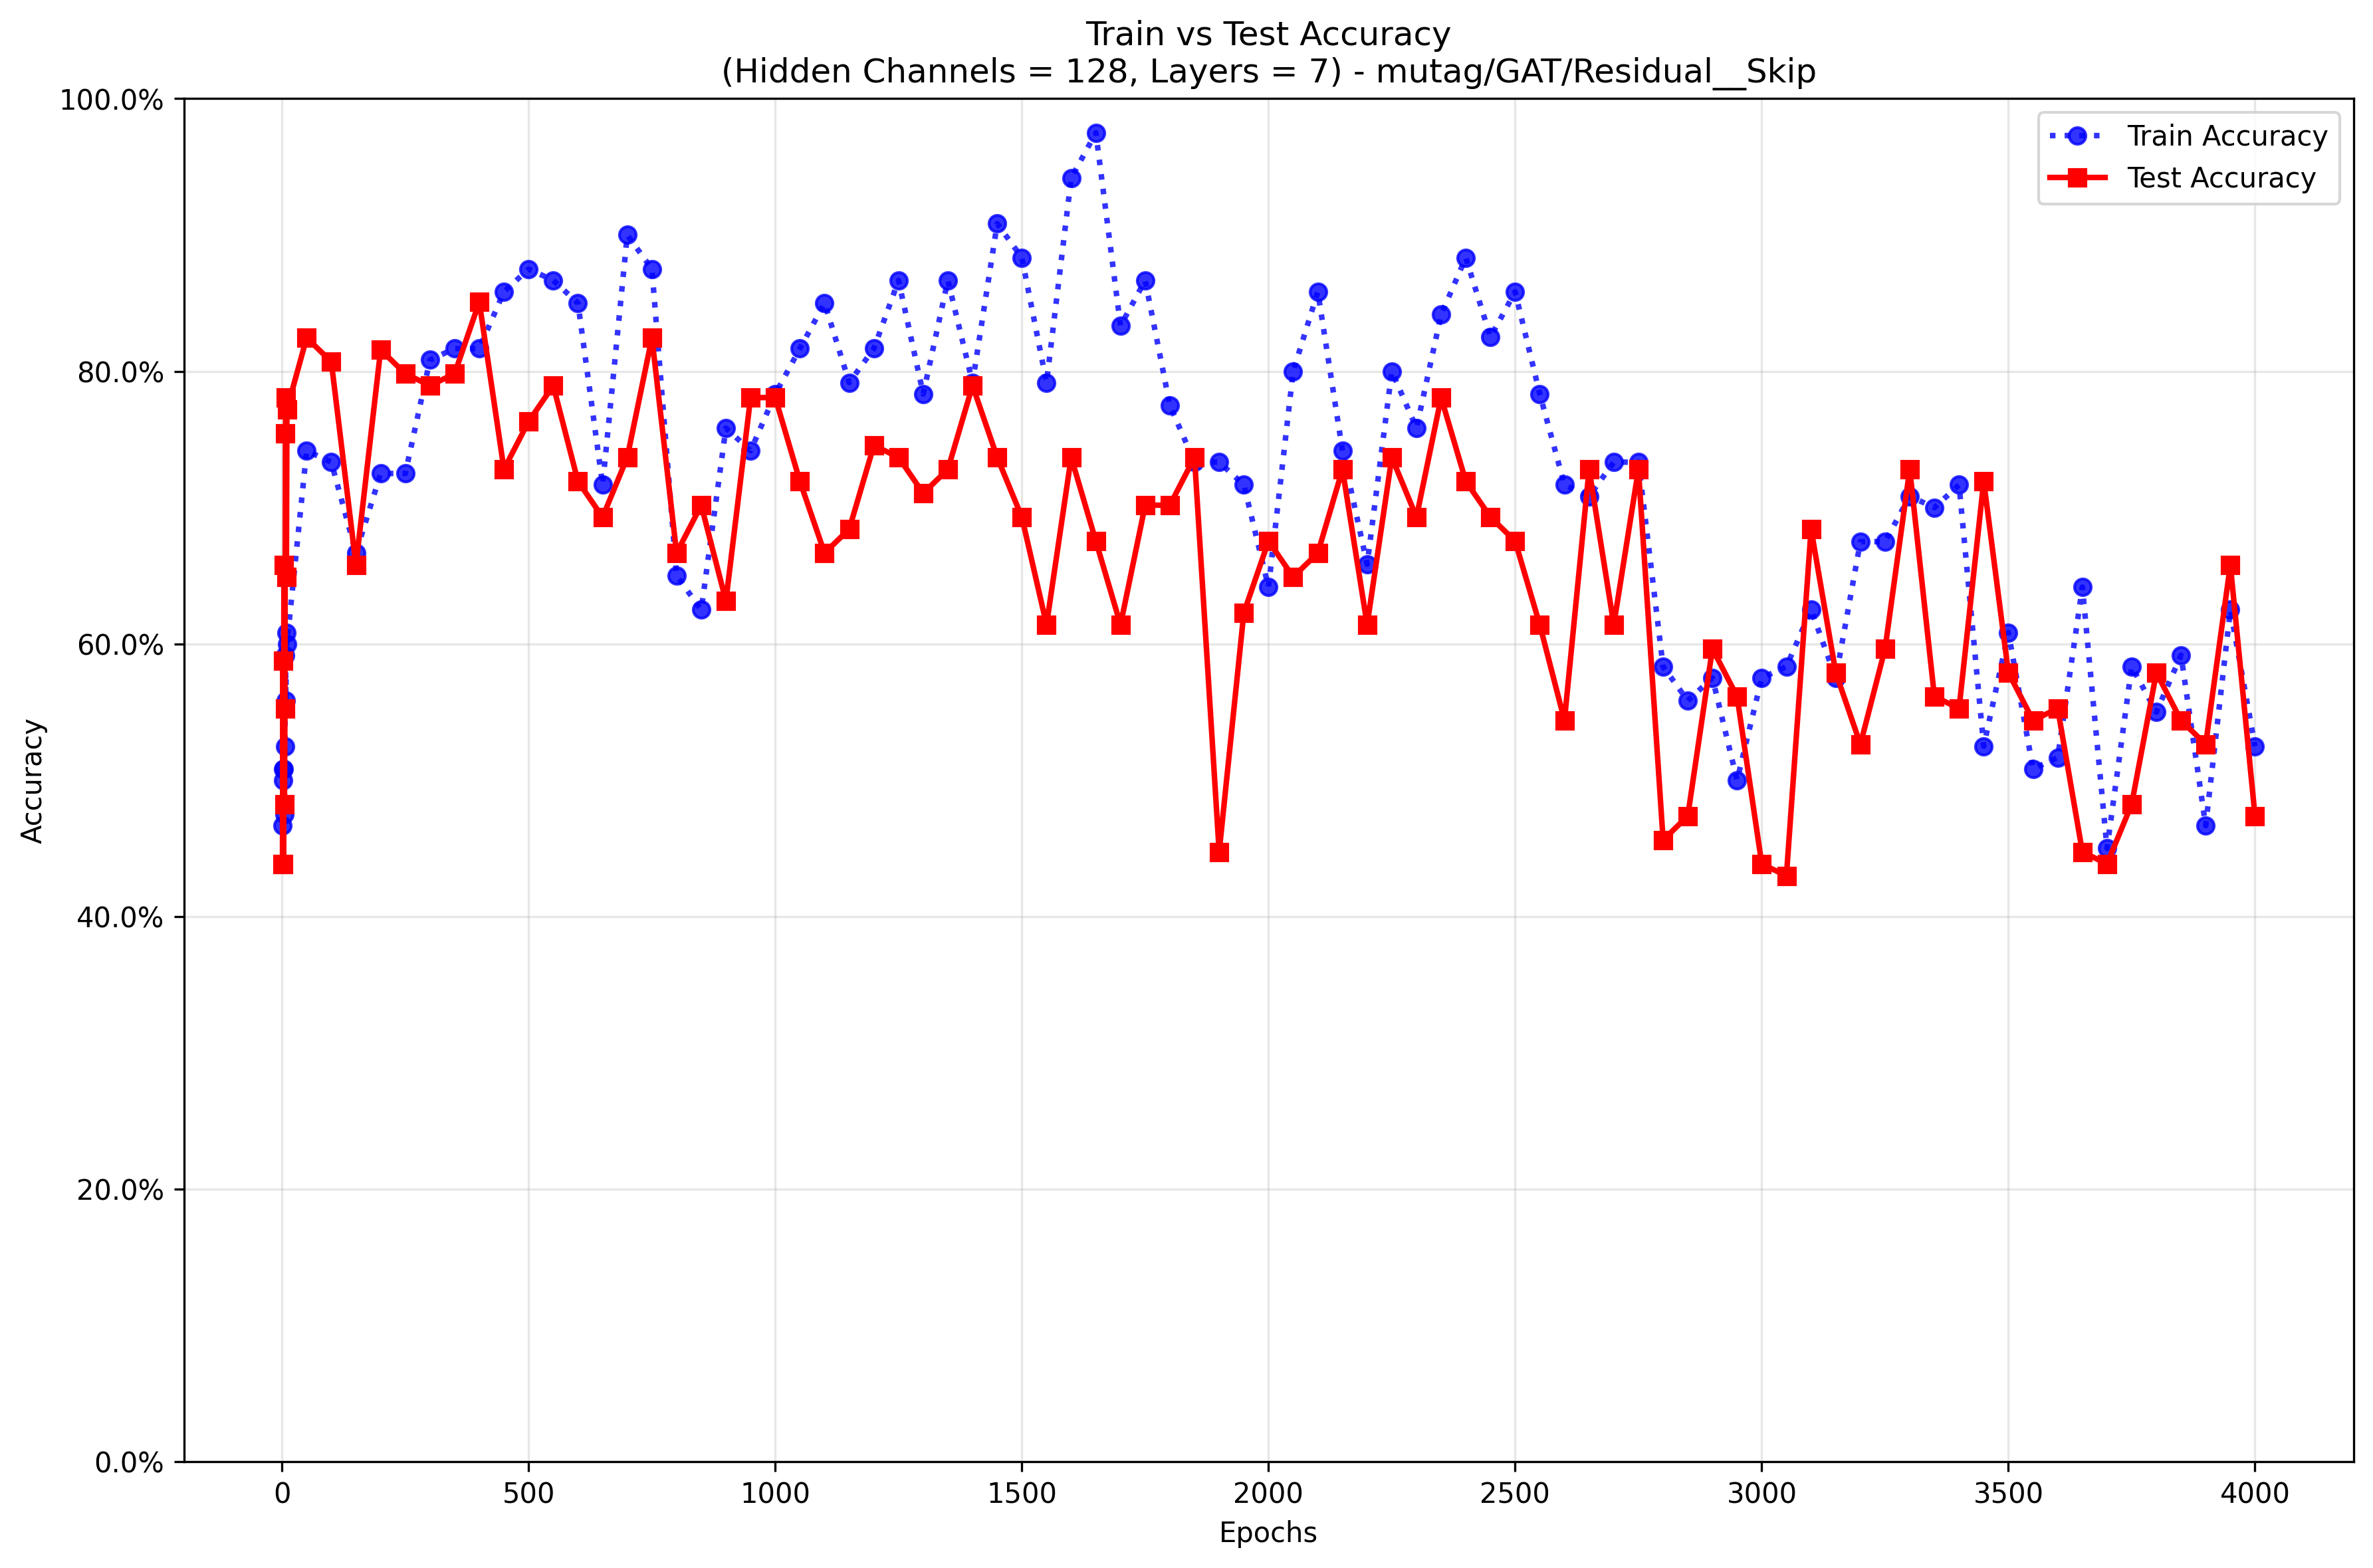 Train vs Test Accuracy
(Hidden Channels = 128, Layers = 7) - mutag/GAT/Residual__Skip
100.0%
80.0%
60.0%
40.0%
20.0%
0.0%
Accuracy
Train Accuracy
Test Accuracy
0 500 1000 1500 2000 2500 3000 3500 4000
Epochs